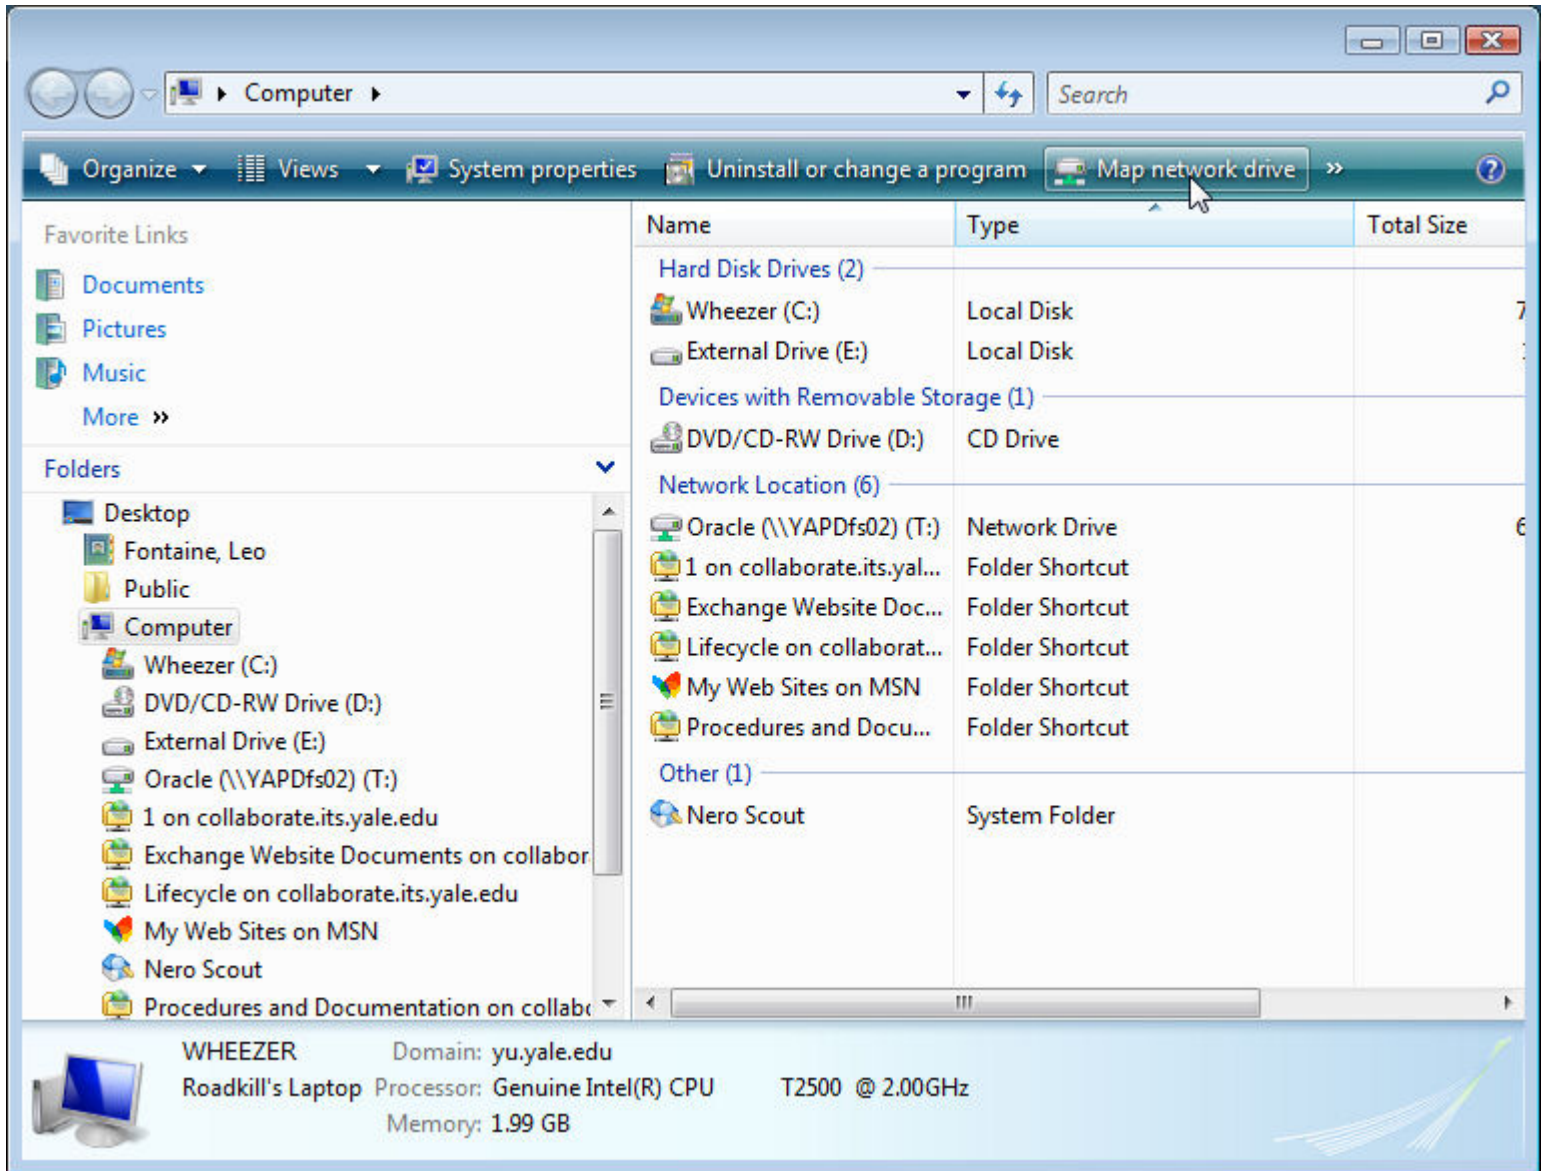 Computer
Search
Organize Views System properties Uninstall or change a program Map network drive »
Favorite Links
Documents
Pictures
Music
More »
Folders
Desktop
Fontaine, Leo
Public
Computer
Wheezer (C:)
DVD/CD-RW Drive (D:)
External Drive (E:)
Oracle (\\YAPDfs02) (T:)
1 on collaborate.its.yale.edu
Exchange Website Documents on collabor
Lifecycle on collaborate.its.yale.edu
My Web Sites on MSN
Nero Scout
Procedures and Documentation on collab
Name Type Total Size
Hard Disk Drives (2)
Wheezer (C:) Local Disk 7
External Drive (E:) Local Disk
Devices with Removable Storage (1)
DVD/CD-RW Drive (D:) CD Drive
Network Location (6)
Oracle (\\YAPDfs02) (T:) Network Drive 6
1 on collaborate.its.yal... Folder Shortcut
Exchange Website Doc... Folder Shortcut
Lifecycle on collaborat... Folder Shortcut
My Web Sites on MSN Folder Shortcut
Procedures and Docu... Folder Shortcut
Other (1)
Nero Scout System Folder
WHEEZER Domain: yu.yale.edu
Roadkill's Laptop Processor: Genuine Intel(R) CPU T2500 @ 2.00GHz
Memory: 1.99 GB